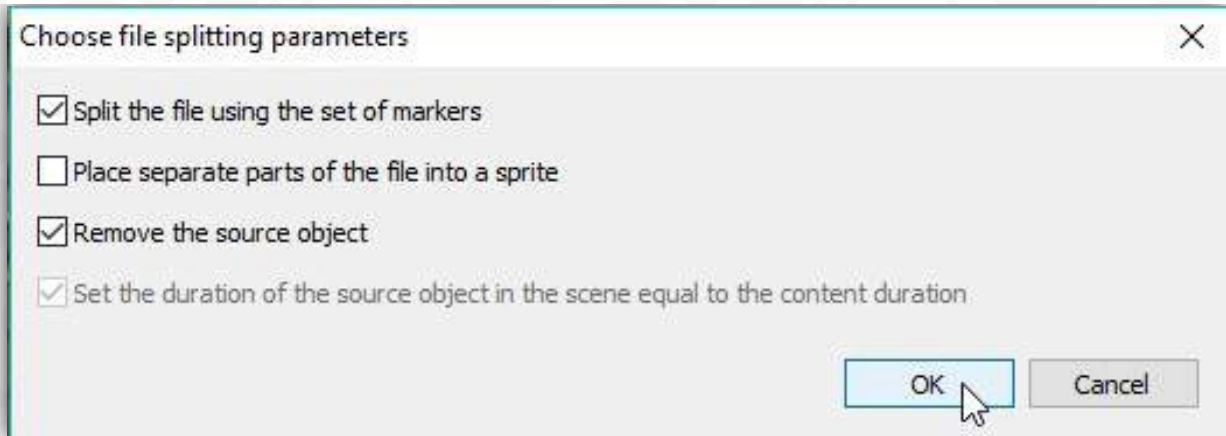 Choose file splitting parameters
Split the file using the set of markers
Place separate parts of the file into a sprite
Remove the source object
Set the duration of the source object in the scene equal to the content duration
OK Cancel